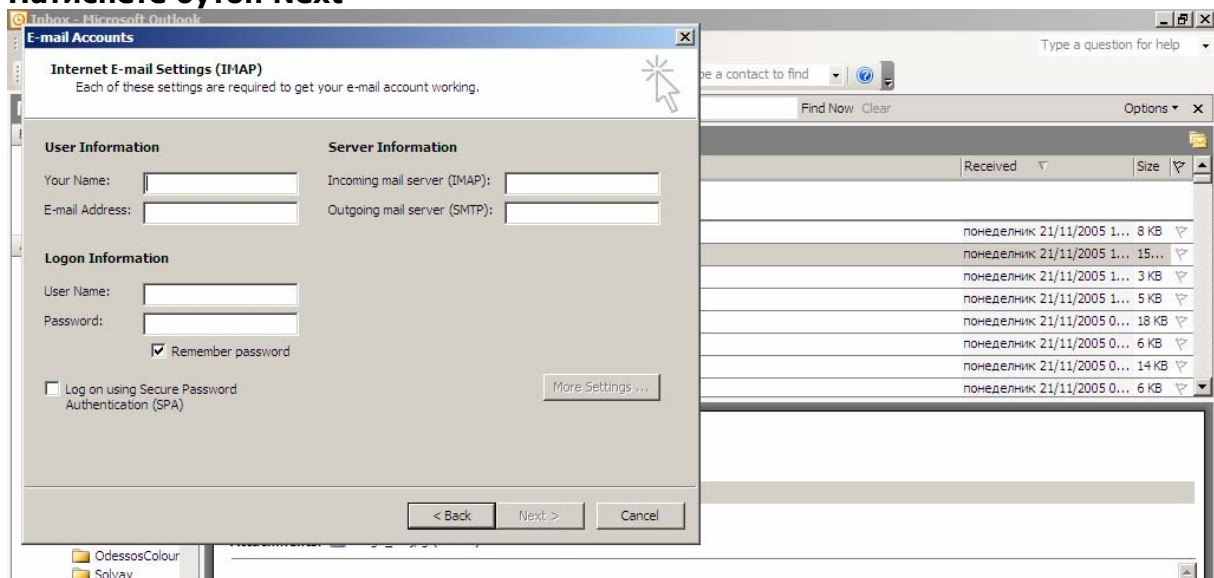 Натиснете бутон Next
Inbox - Microsoft Outlook
E-mail Accounts
Type a question for help
Internet E-mail Settings (IMAP)
Each of these settings are required to get your e-mail account working.
pe a contact to find
Find Now Clear
Options
User Information
Server Information
Received
Size
Your Name:
Incoming mail server (IMAP):
E-mail Address:
Outgoing mail server (SMTP):
понеделник 21/11/2005 1... 8 KB
Logon Information
понеделник 21/11/2005 1... 15...
User Name:
понеделник 21/11/2005 1... 3 KB
понеделник 21/11/2005 1... 5 KB
Password:
понеделник 21/11/2005 0... 18 KB
Remember password
понеделник 21/11/2005 0... 6 KB
понеделник 21/11/2005 0... 14 KB
Log on using Secure Password
Authentication (SPA)
More Settings ...
понеделник 21/11/2005 0... 6 KB
< Back
Next >
Cancel
OdessosColour
Solvay